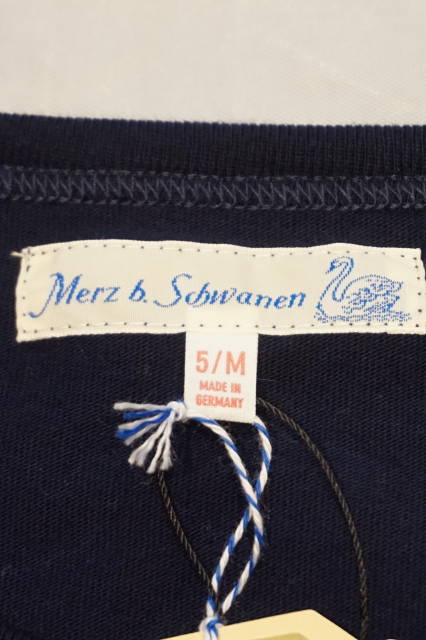 Merz b. Schwanen
5/M
MADE IN
GERMANY